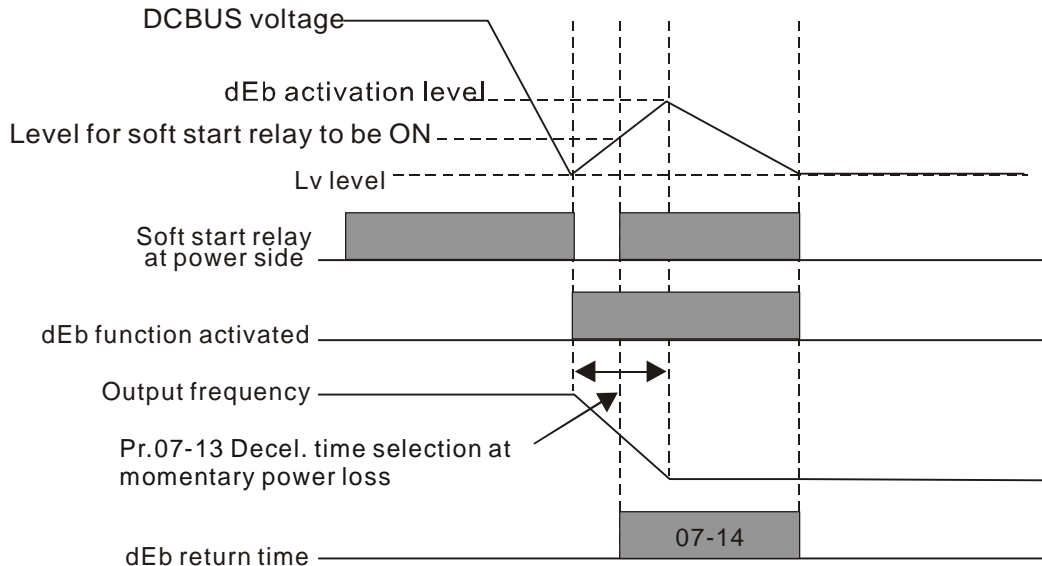 DCBUS voltage
dEb activation level
Level for soft start relay to be ON
Lv level
Soft start relay
at power side
dEb function activated
Output frequency
Pr.07-13 Decel. time selection at
momentary power loss
07-14
dEb return time